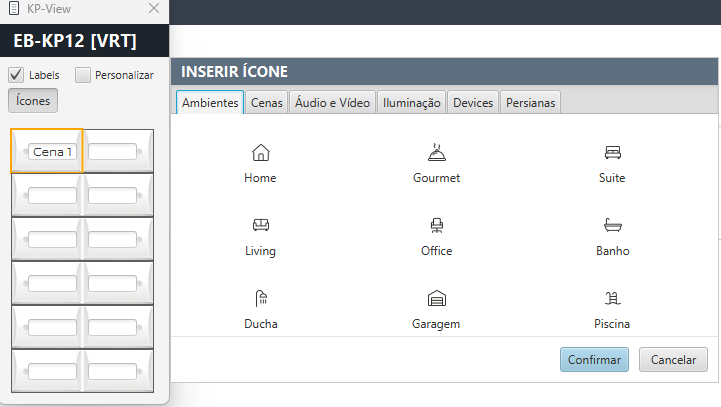 KP-View
EB-KP12 [VRT]
Labels Personalizar
Ícones
Cena 1
INSERIR ÍCONE
Ambientes Cenas Áudio e Vídeo Iluminação Devices Persianas
Home Gourmet Suite
Living Office Banho
Ducha Garagem Piscina
Confirmar Cancelar